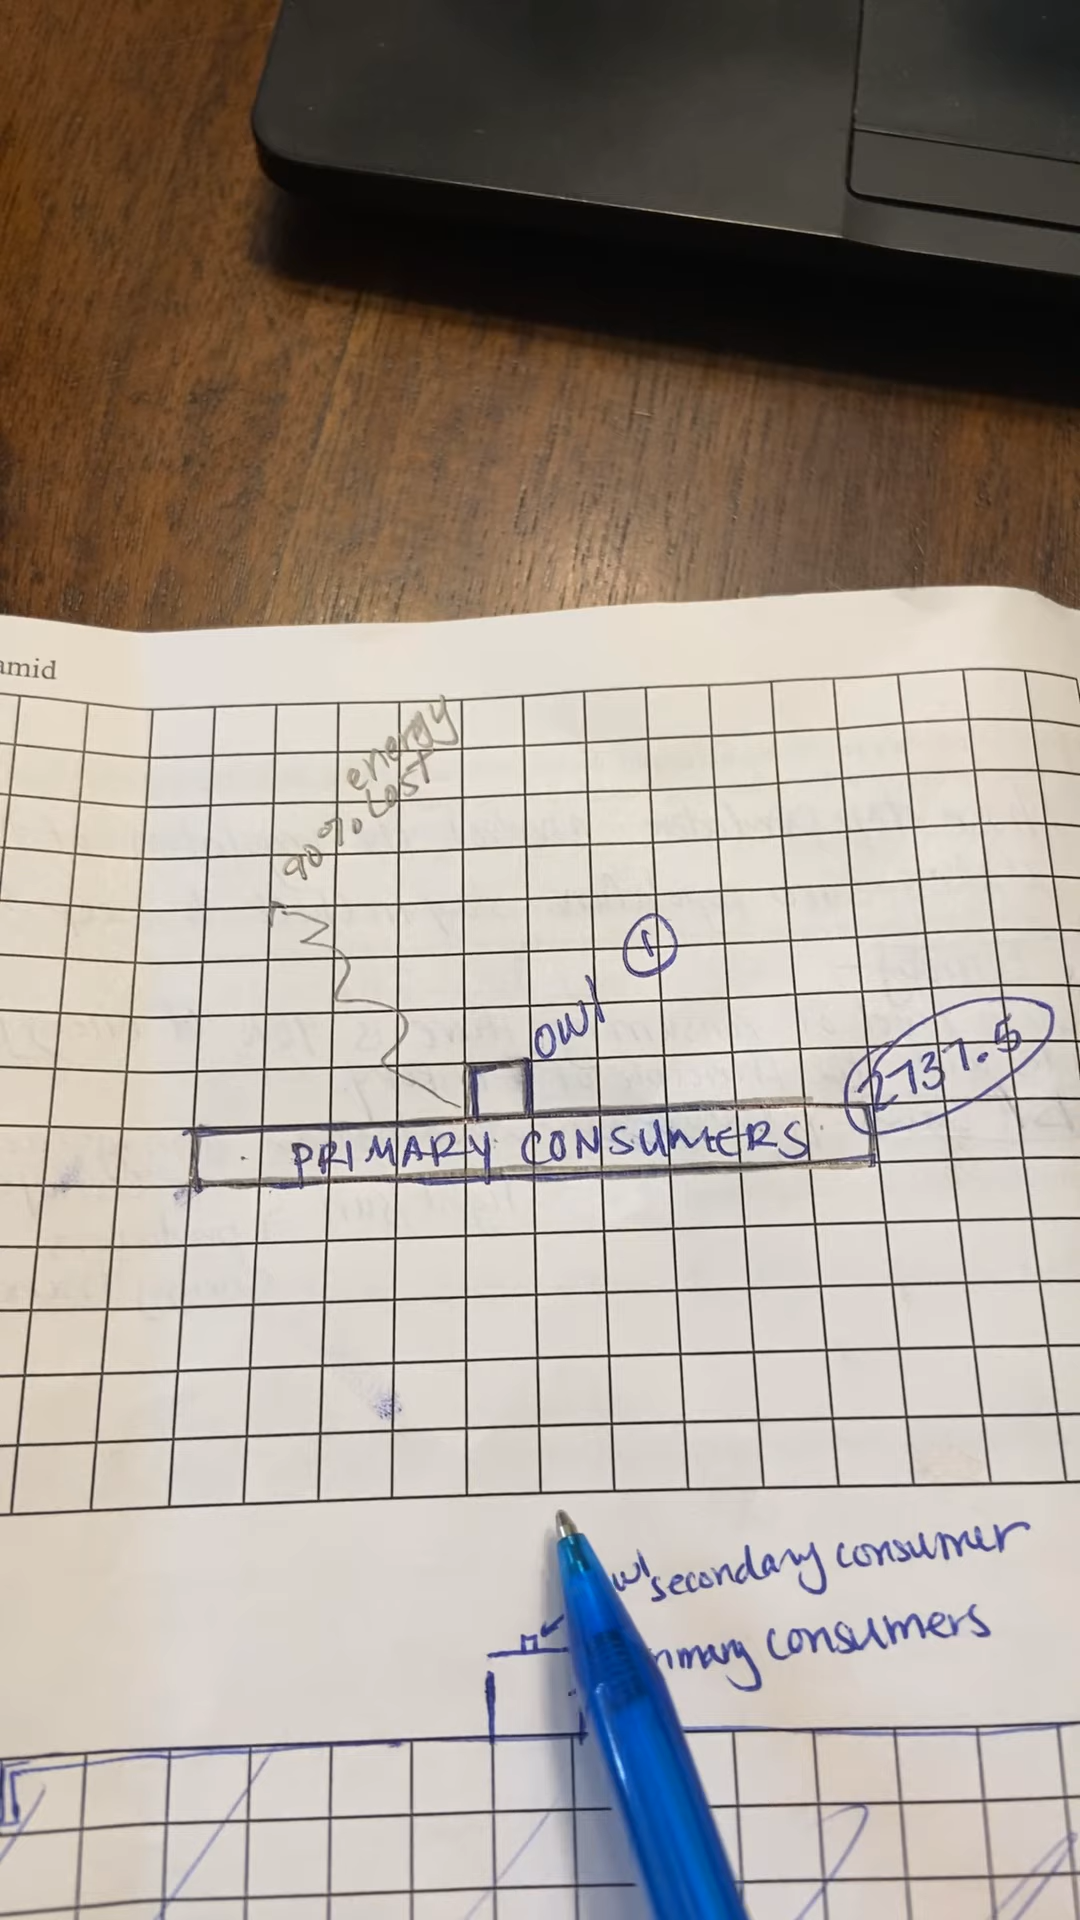 amid
energy
90% Lost
1
owl
2737.5
PRIMARY CONSUMERS
secondary consumer
consumers